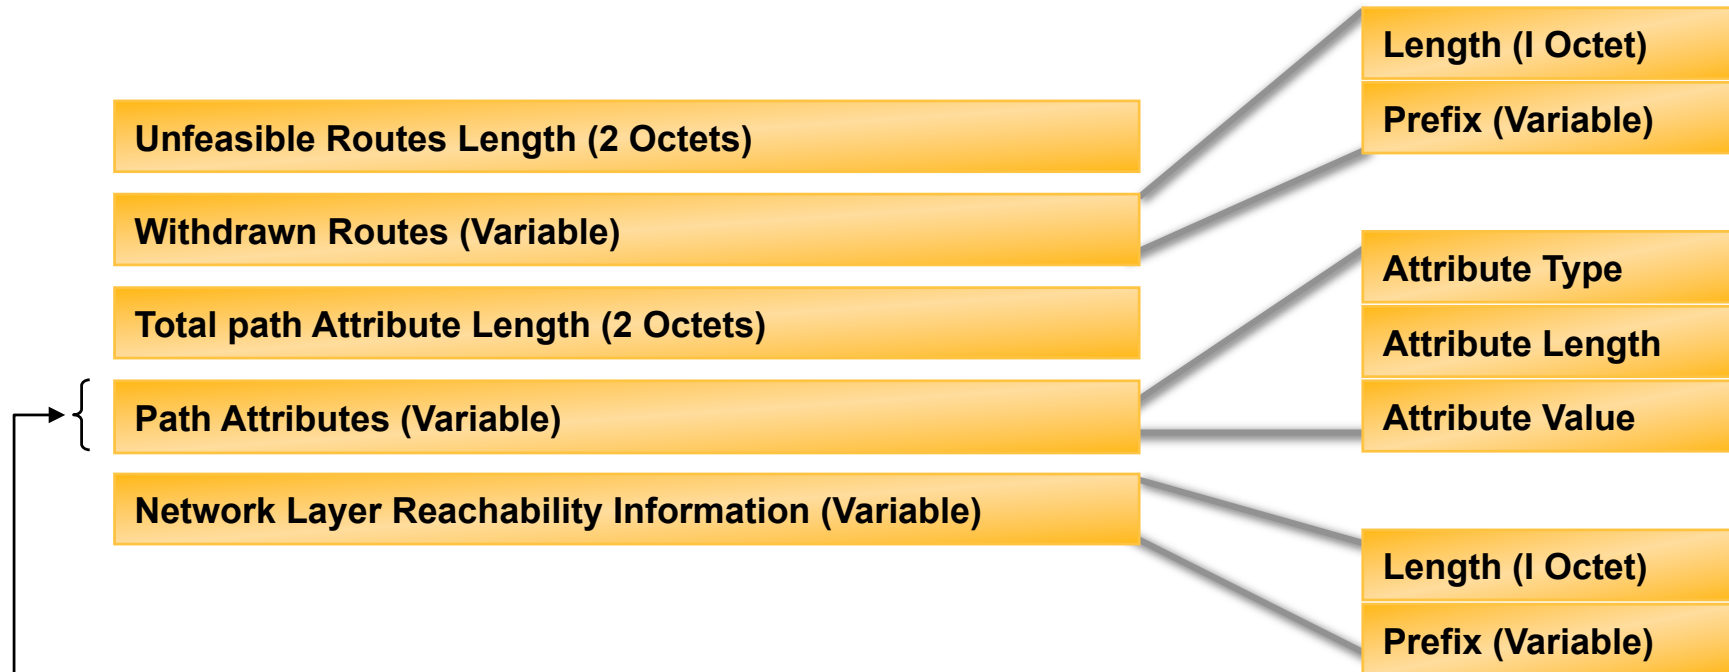 Unfeasible Routes Length (2 Octets)
Withdrawn Routes (Variable)
Total path Attribute Length (2 Octets)
Path Attributes (Variable)
Network Layer Reachability Information (Variable)
Length (I Octet)
Prefix (Variable)
Attribute Type
Attribute Length
Attribute Value
Length (I Octet)
Prefix (Variable)